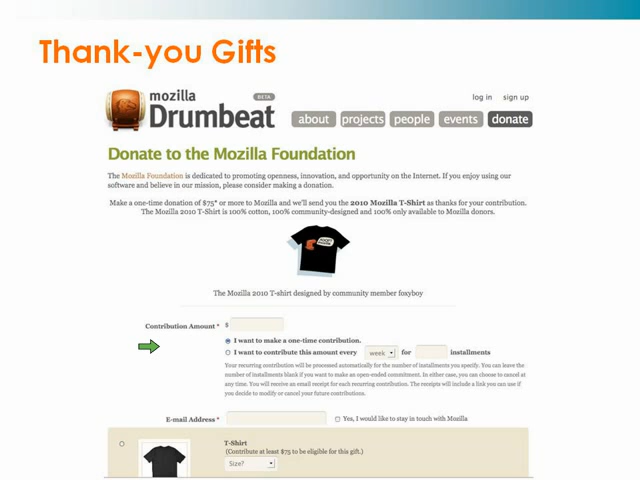 Thank-you Gifts
mozilla
BETA
Drumbeat
log in sign up
about projects people events donate
Donate to the Mozilla Foundation
The Mozilla Foundation is dedicated to promoting openness, innovation, and opportunity on the Internet. If you enjoy using our
software and believe in our mission, please consider making a donation.
Make a one-time donation of $75* or more to Mozilla and we'll send you the 2010 Mozilla T-Shirt as thanks for your contribution.
The Mozilla 2010 T-Shirt is 100% cotton, 100% community-designed and 100% only available to Mozilla donors.
The Mozilla 2010 T-shirt designed by community member foxyboy
Contribution Amount * $
I want to make a one-time contribution.
I want to contribute this amount every week for installments
Your recurring contribution will be processed automatically for the number of installments you specify. You can leave the
number of installments blank if you want to make an open-ended commitment. In either case, you can choose to cancel at
any time. You will receive an email receipt for each recurring contribution. The receipts will include a link you can use if
you decide to modify or cancel your future contributions.
E-mail Address * Yes, I would like to stay in touch with Mozilla
T-Shirt
(Contribute at least $75 to be eligible for this gift.)
Size?